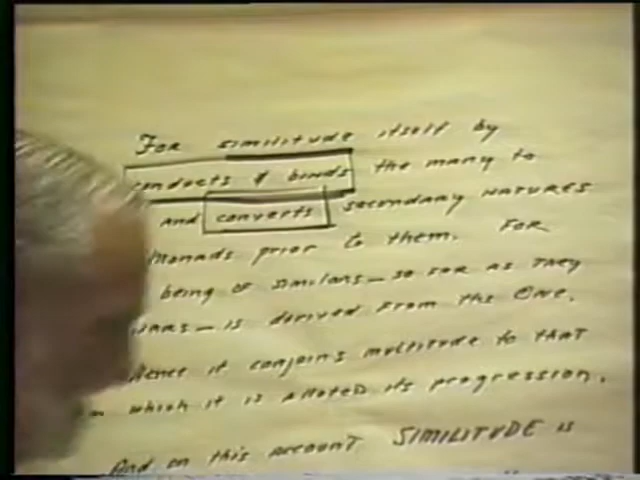 For similitude itself by
conducts & binds the many to
and converts secondary natures
Monads prior to them. For
being of similars — so far as they
— is derived from the One.
Hence it conjoins multitude to that
which it is alloted its progression.
And on this account SIMILITUDE is